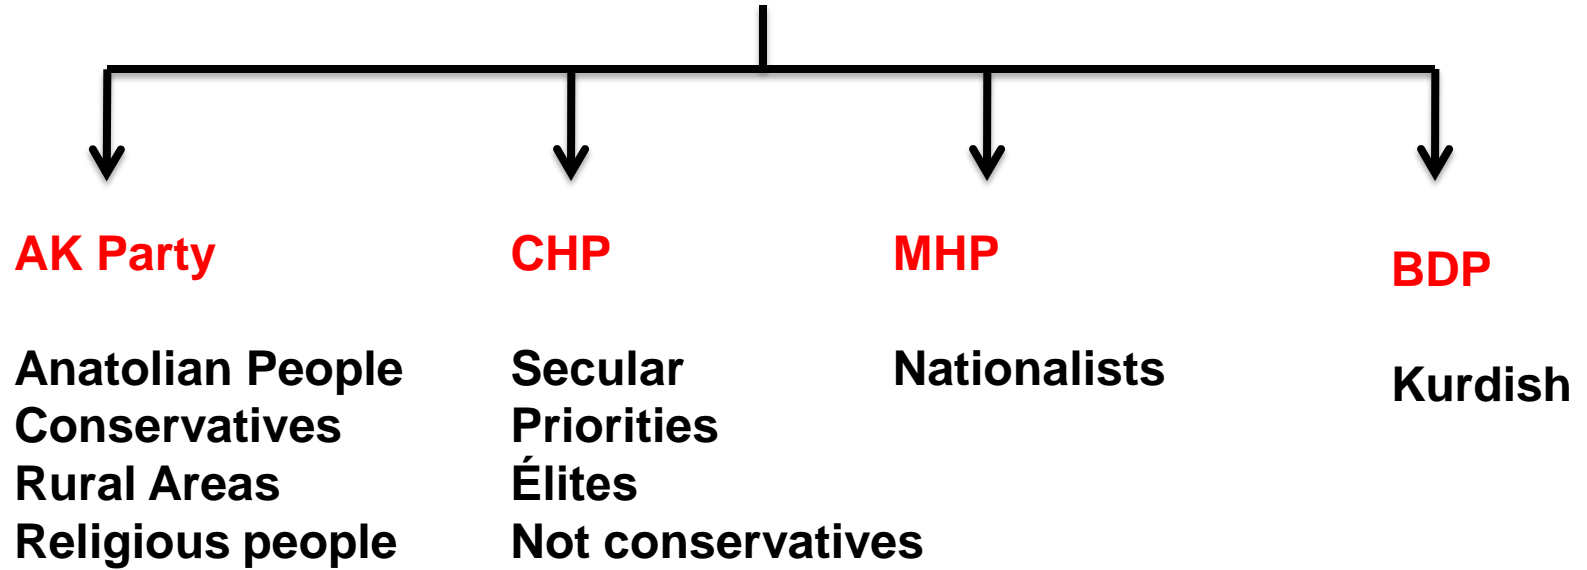 AK Party
Anatolian People
Conservatives
Rural Areas
Religious people
CHP
Secular
Priorities
Élites
Not conservatives
MHP
Nationalists
BDP
Kurdish